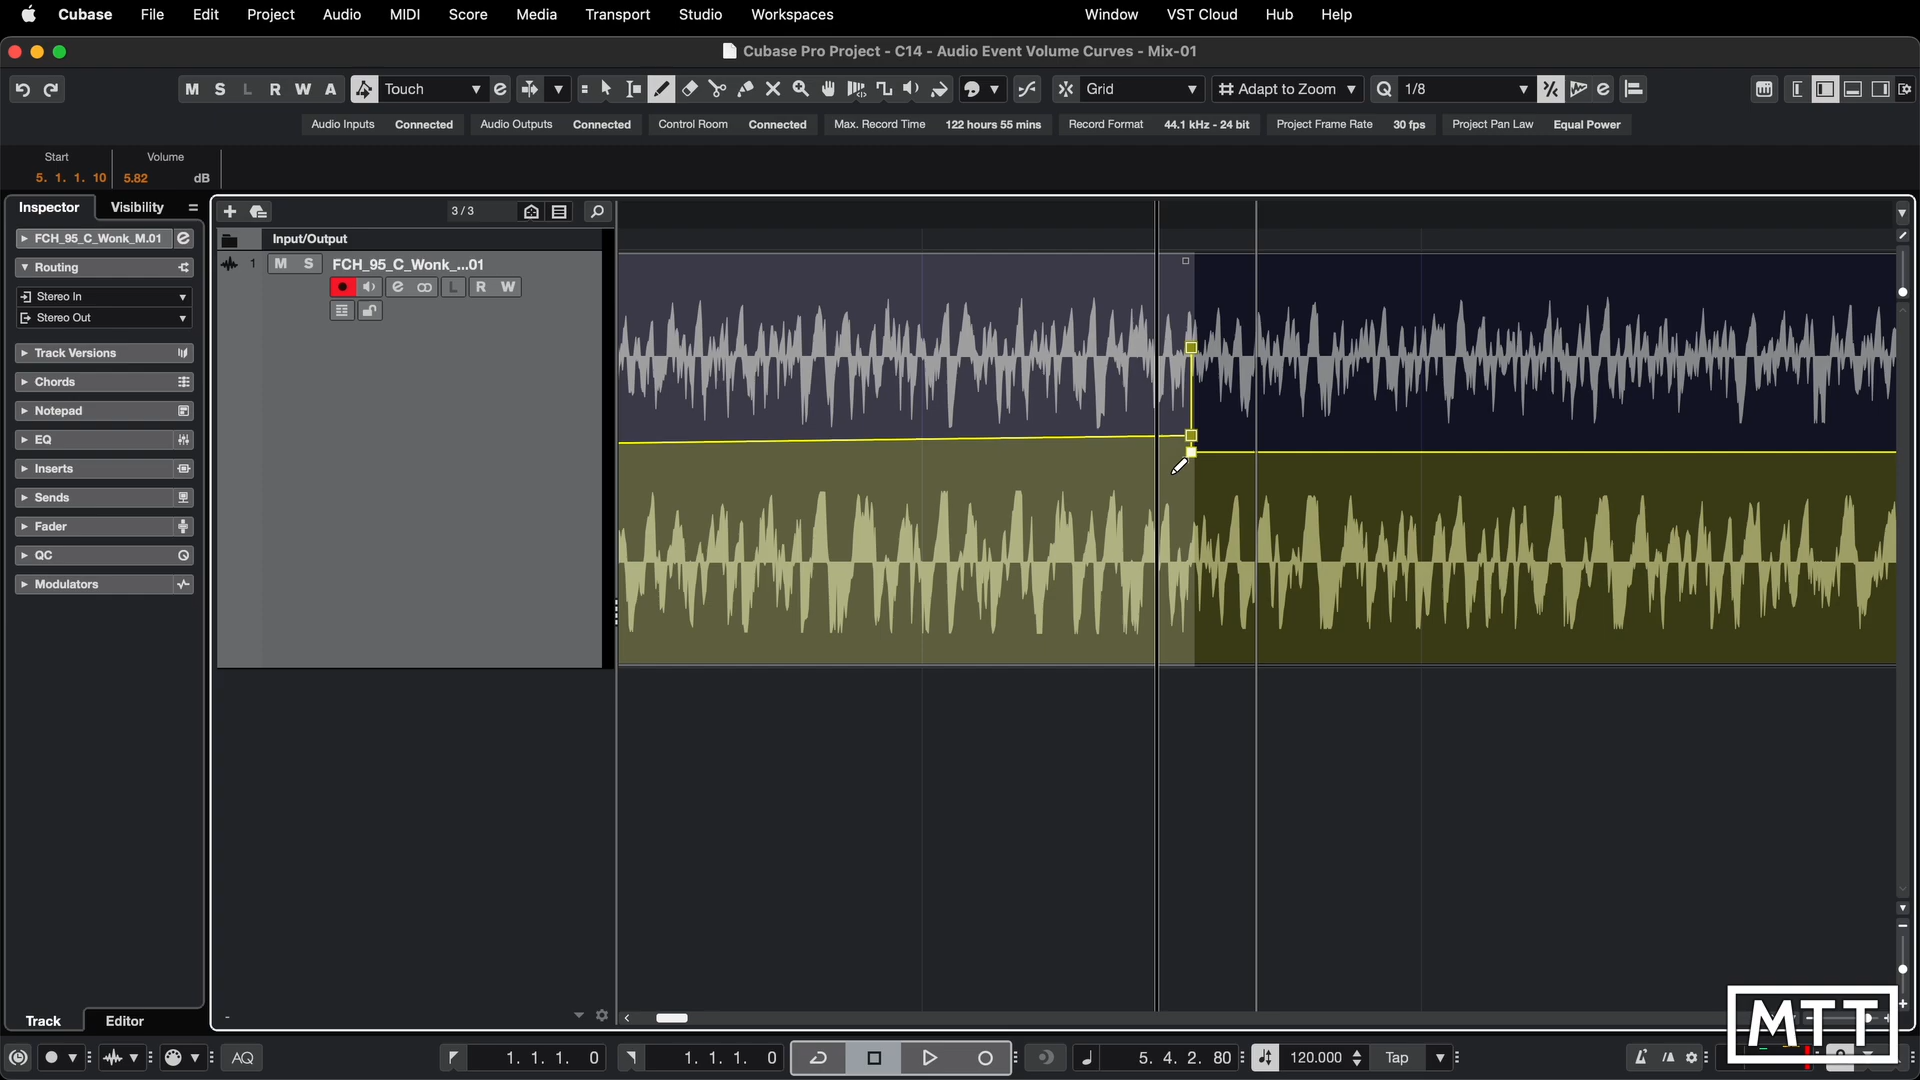 Cubase File Edit Project Audio MIDI Score Media Transport Studio Workspaces Window VST Cloud Hub Help
Cubase Pro Project - C14 - Audio Event Volume Curves - Mix-01
M S L R W A Touch e Grid Adapt to Zoom Q 1/8 e
Audio Inputs Connected Audio Outputs Connected Control Room Connected Max. Record Time 122 hours 55 mins Record Format 44.1 kHz - 24 bit Project Frame Rate 30 fps Project Pan Law Equal Power
Start Volume
5. 1. 1. 10 5.82 dB
Inspector Visibility
3/3
FCH_95_C_Wonk_M.01 e
Input/Output
1 M S FCH_95_C_Wonk_...01
e L R W
Routing
Stereo In
Stereo Out
Track Versions
Chords
Notepad
EQ
Inserts
Sends
Fader
QC
Modulators
Track Editor
MTT
AQ 1. 1. 1. 0 1. 1. 1. 0 5. 4. 2. 80 120.000 Tap